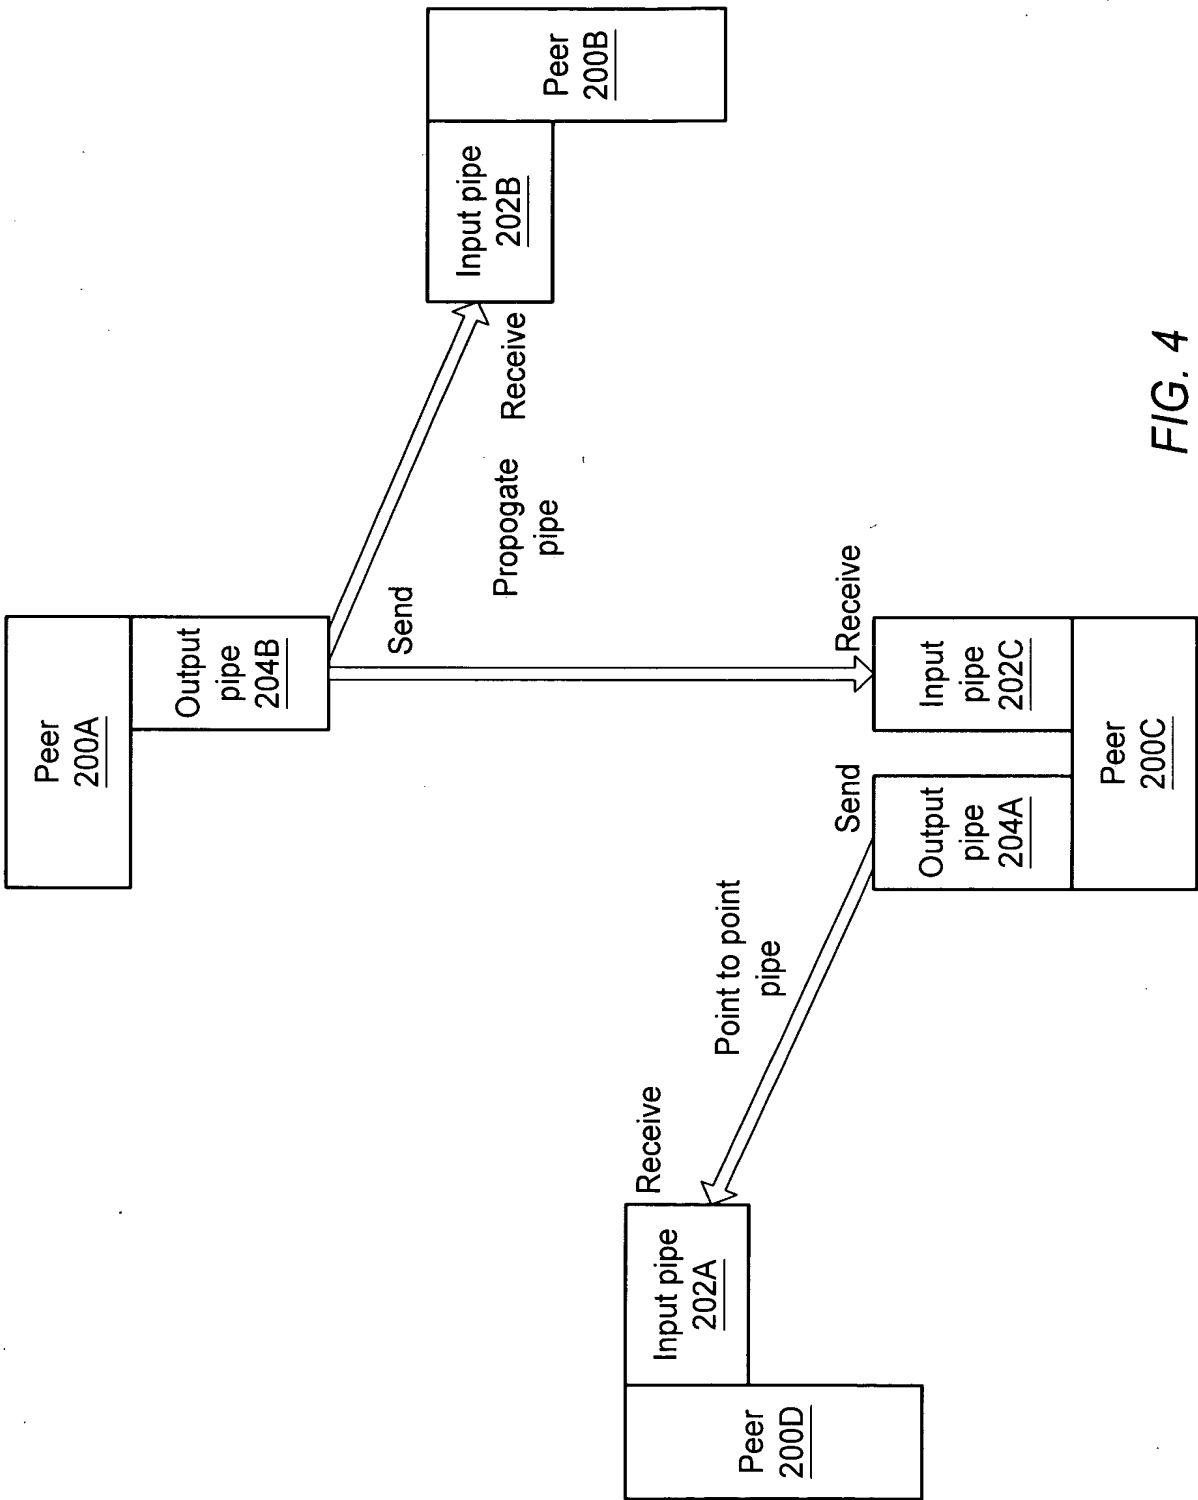 Peer
200A
Output
pipe
204B
Send
Input pipe
202B
Peer
200B
Receive
Propogate
pipe
Receive
Input pipe
202A
Peer
200D
Point to point
pipe
Send
Receive
Output
pipe
204A
Input
pipe
202C
Peer
200C
FIG. 4